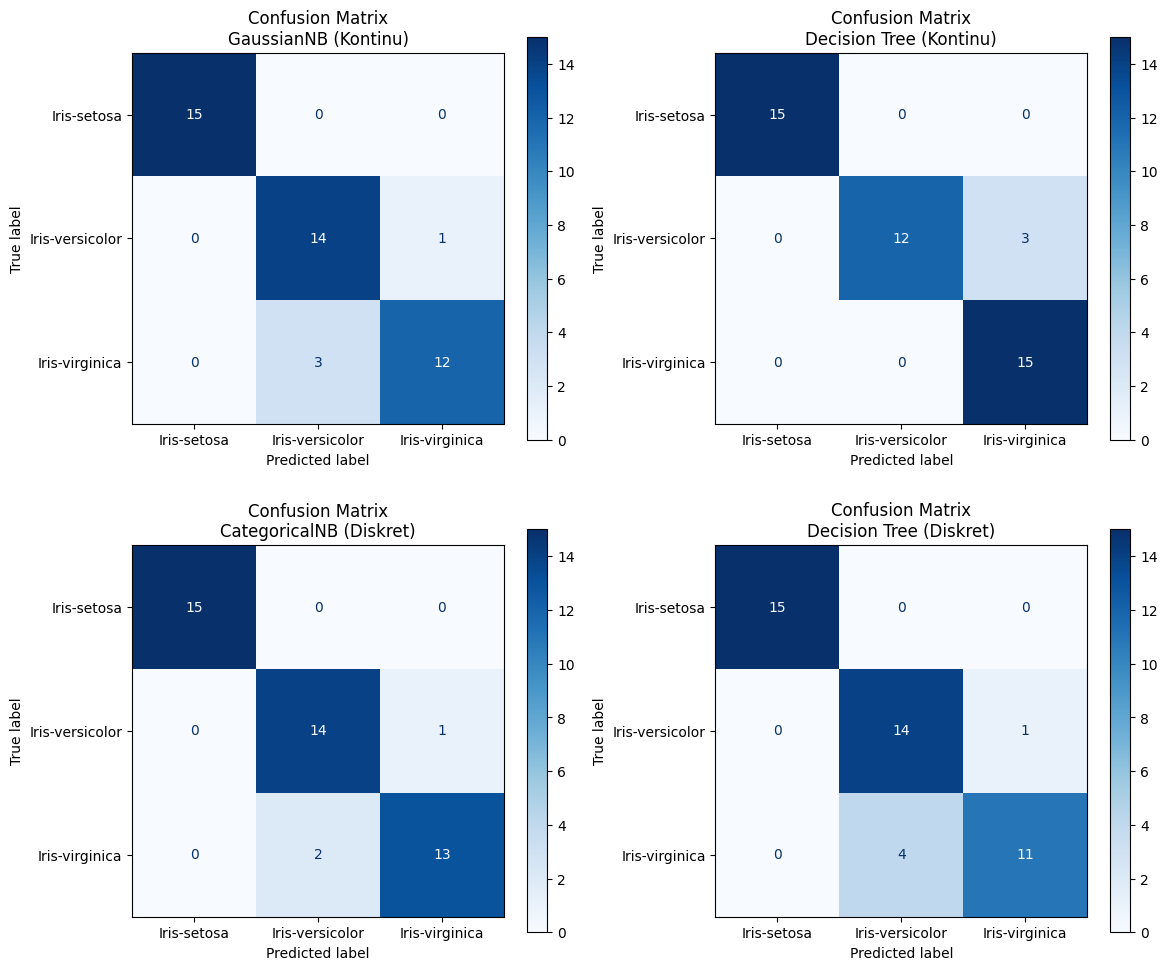 Confusion Matrix
GaussianNB (Kontinu)
True label
Iris-setosa
15 0 0
Iris-versicolor
0 14 1
Iris-virginica
0 3 12
Iris-setosa Iris-versicolor Iris-virginica
Predicted label
14
12
10
8
6
4
2
0
Confusion Matrix
Decision Tree (Kontinu)
True label
Iris-setosa
15 0 0
Iris-versicolor
0 12 3
Iris-virginica
0 0 15
Iris-setosa Iris-versicolor Iris-virginica
Predicted label
14
12
10
8
6
4
2
0
Confusion Matrix
CategoricalNB (Diskret)
True label
Iris-setosa
15 0 0
Iris-versicolor
0 14 1
Iris-virginica
0 2 13
Iris-setosa Iris-versicolor Iris-virginica
Predicted label
14
12
10
8
6
4
2
0
Confusion Matrix
Decision Tree (Diskret)
True label
Iris-setosa
15 0 0
Iris-versicolor
0 14 1
Iris-virginica
0 4 11
Iris-setosa Iris-versicolor Iris-virginica
Predicted label
14
12
10
8
6
4
2
0